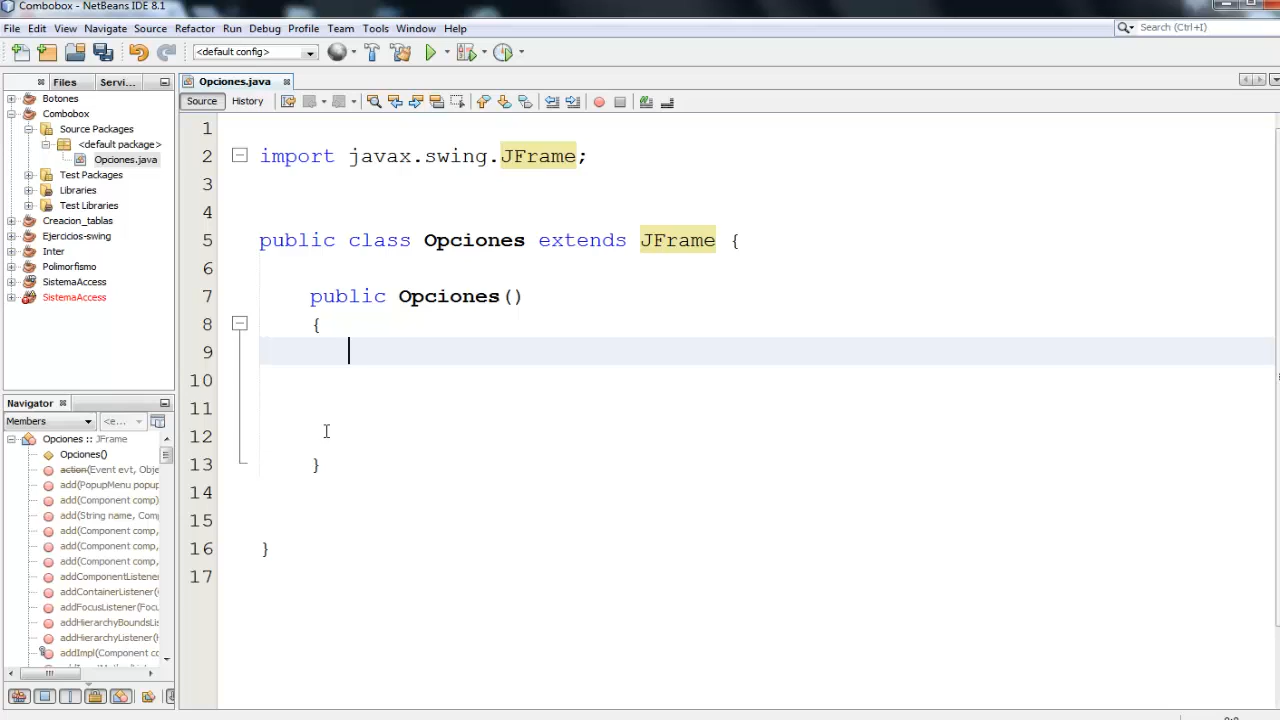 Combobox - NetBeans IDE 8.1
File Edit View Navigate Source Refactor Run Debug Profile Team Tools Window Help
Search (Ctrl+I)
<default config>
Files Servi...
Opciones.java
Source History
Botones
Combobox
Source Packages
<default package>
Opciones.java
Test Packages
Libraries
Test Libraries
Creacion_tablas
Ejercicios-swing
Inter
Polimorfismo
SistemaAccess
SistemaAccess
Navigator
Members <e...
Opciones :: JFrame
Opciones()
action(Event evt, Obje
add(PopupMenu popup
add(Component comp)
add(String name, Com
add(Component comp,
add(Component comp,
add(Component comp,
addComponentListener
addContainerListener(
addFocusListener(Foc
addHierarchyBoundsLis
addHierarchyListener(H
addImpl(Component co
1
2 import javax.swing.JFrame;
3
4
5 public class Opciones extends JFrame {
6
7 public Opciones()
8 {
9
10
11
12
13 }
14
15
16 }
17